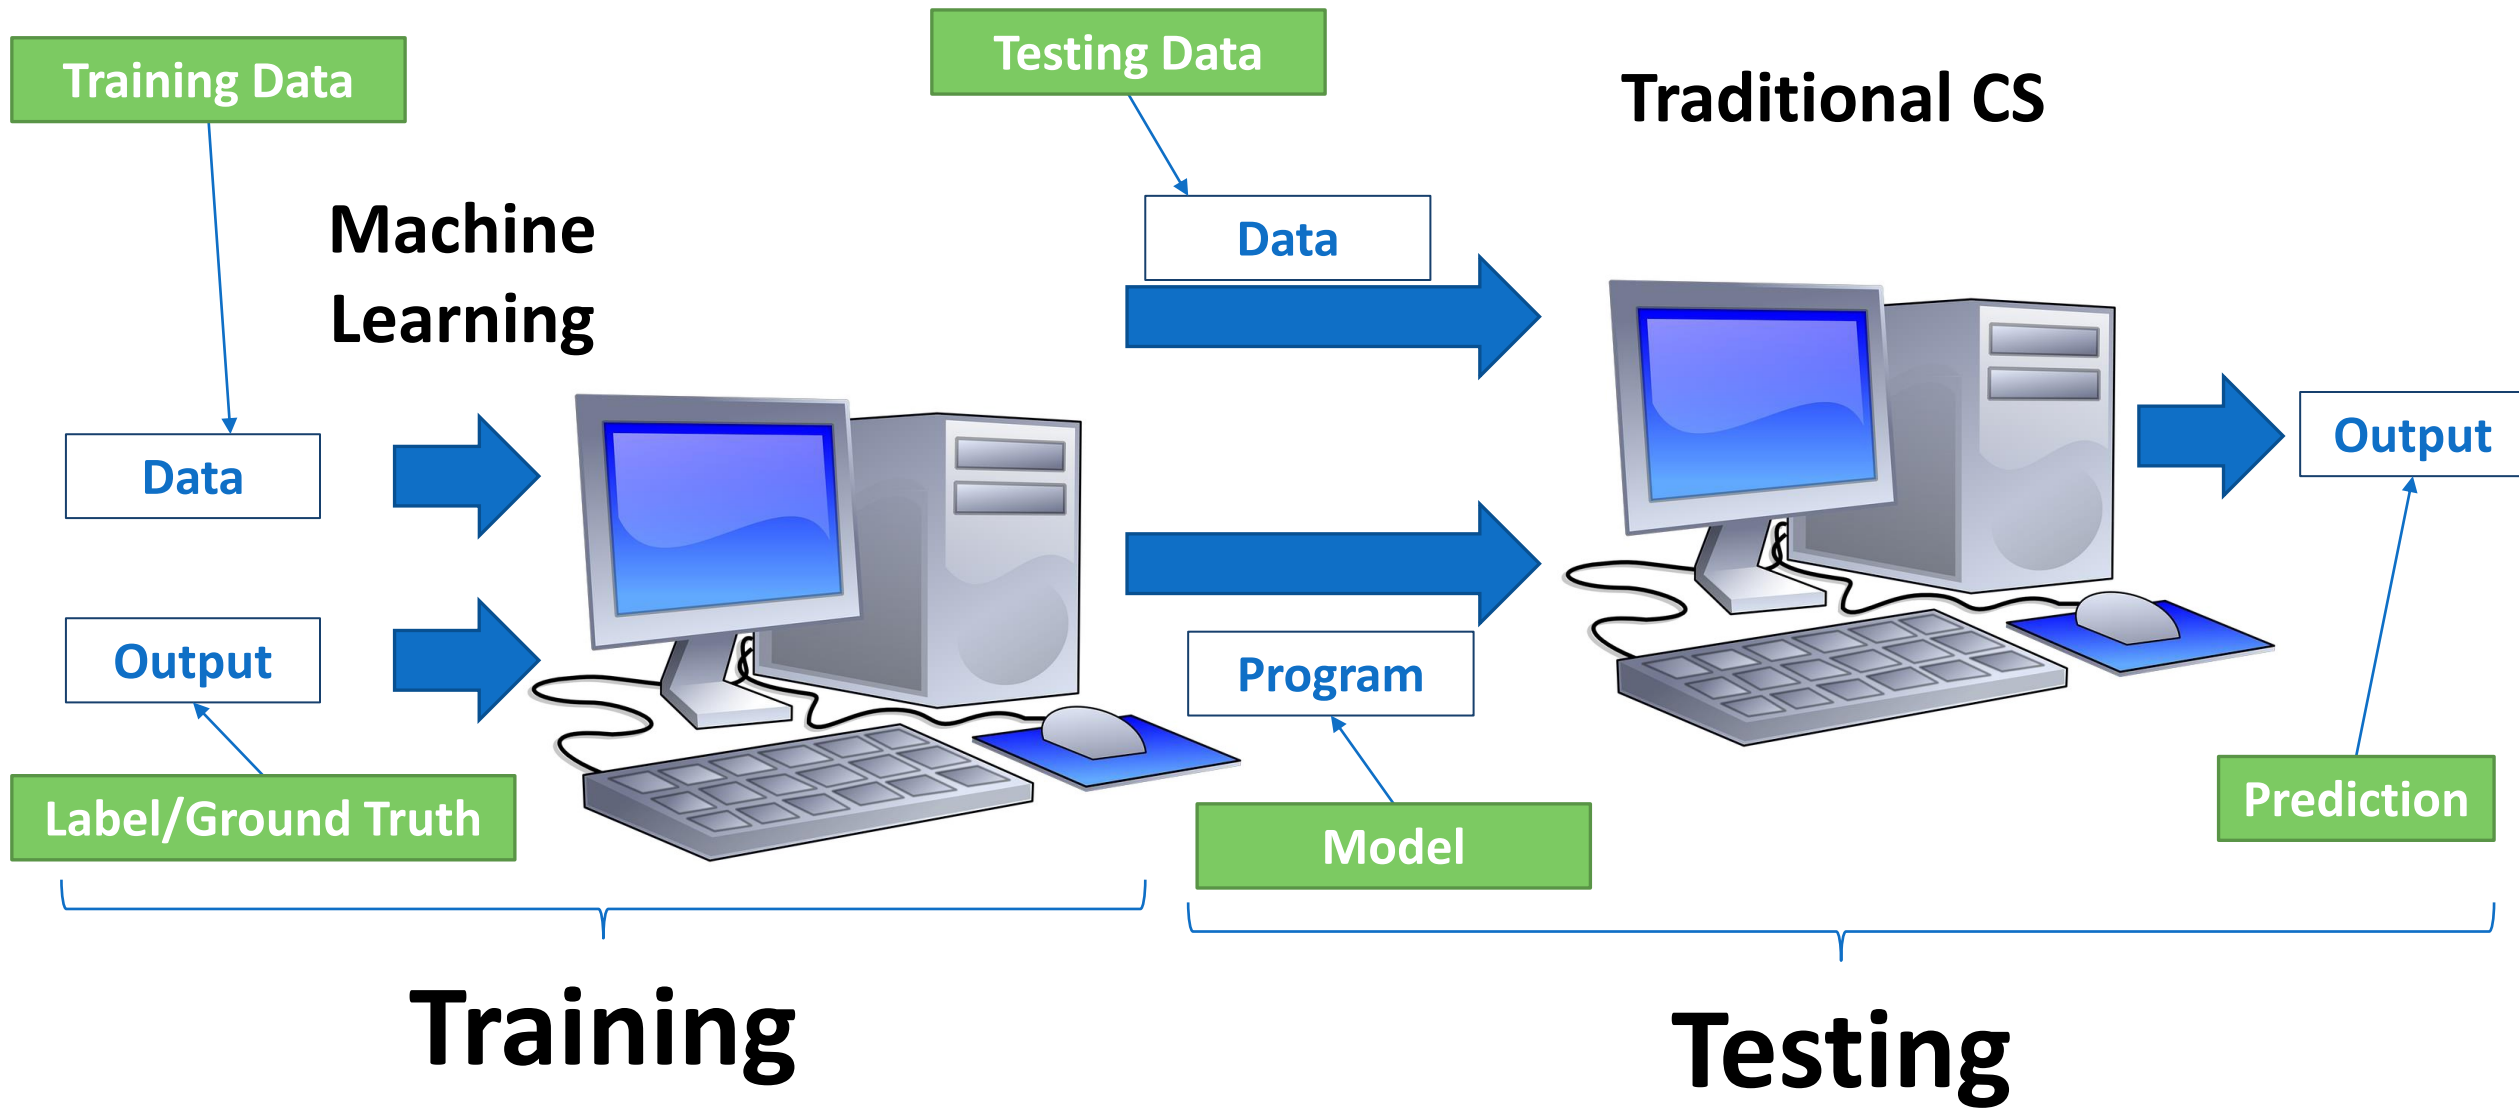 Training Data
Testing Data
Traditional CS
Machine
Learning
Data
Data
Output
Output
Program
Label/Ground Truth
Model
Prediction
Training
Testing